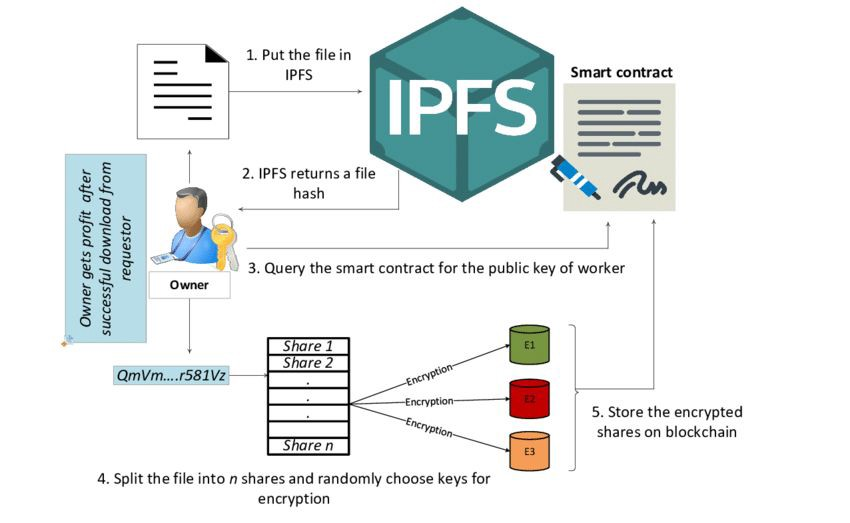 1. Put the file in
IPFS
IPFS
Smart contract
2. IPFS returns a file
hash
Owner gets profit after
successful download from
requestor
3. Query the smart contract for the public key of worker
Owner
QmVm....r581Vz
Share 1
Share 2
.
.
.
Share n
Encryption
Encryption
Encryption
E1
E2
E3
5. Store the encrypted
shares on blockchain
4. Split the file into n shares and randomly choose keys for
encryption